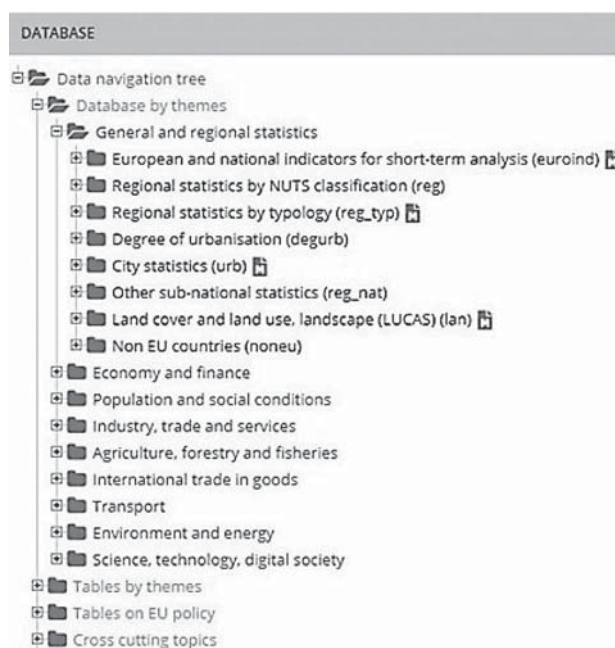 DATABASE
Data navigation tree
Database by themes
General and regional statistics
European and national indicators for short-term analysis (euroind)
Regional statistics by NUTS classification (reg)
Regional statistics by typology (reg_typ)
Degree of urbanisation (degurb)
City statistics (urb)
Other sub-national statistics (reg_nat)
Land cover and land use, landscape (LUCAS) (lan)
Non EU countries (noneu)
Economy and finance
Population and social conditions
Industry, trade and services
Agriculture, forestry and fisheries
International trade in goods
Transport
Environment and energy
Science, technology, digital society
Tables by themes
Tables on EU policy
Cross cutting topics